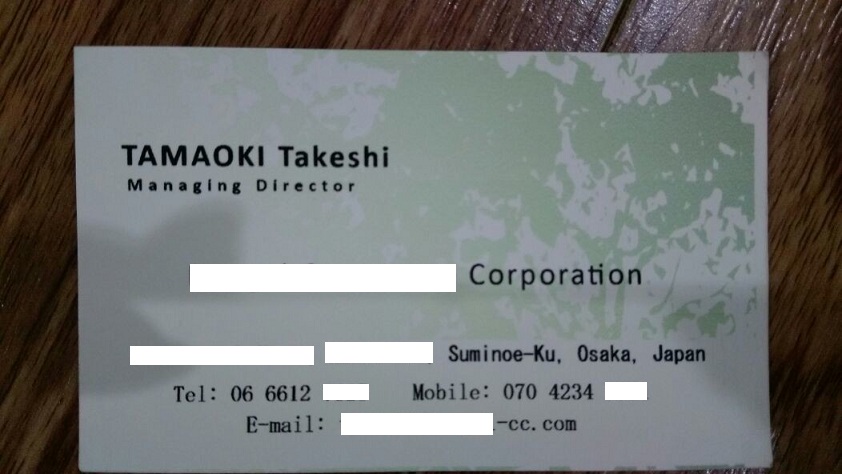 TAMAOKI Takeshi
Managing Director
Corporation
Suminoe-Ku, Osaka, Japan
Tel: 06 6612 Mobile: 070 4234
E-mail: -cc.com